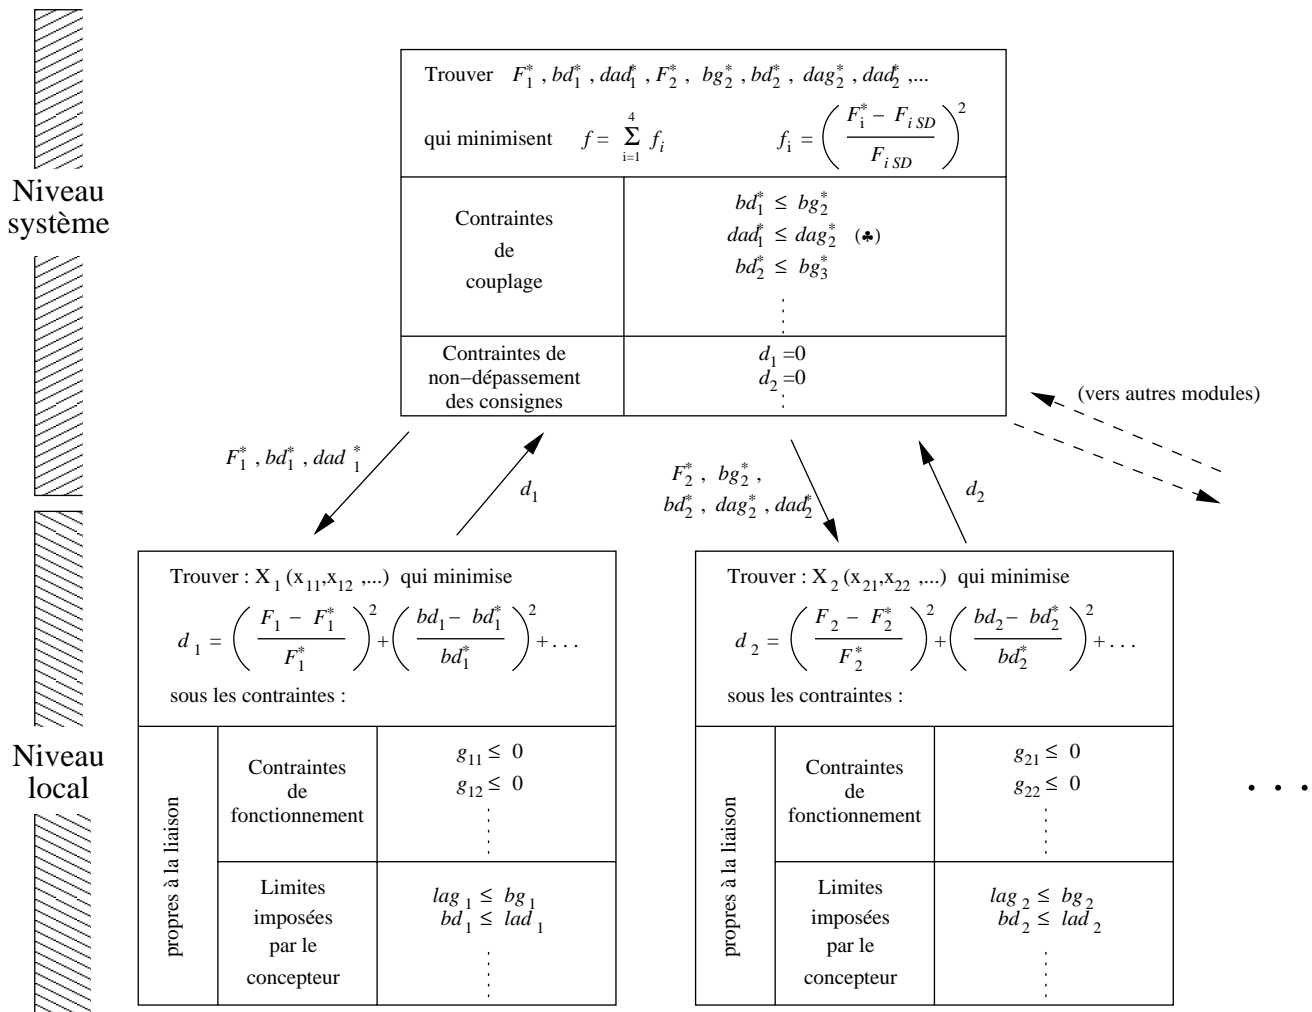 Niveau
système
Trouver F₁* , bd₁* , dad₁* , F₂* , bg₂* , bd₂* , dag₂* , dad₂* ,...
qui minimisent f = Σ_{i=1}^{4} f_i f_i = ( (F_i* − F_{i SD}) / F_{i SD} )²
Contraintes
de
couplage
bd₁* ≤ bg₂*
dad₁* ≤ dag₂* (♣)
bd₂* ≤ bg₃*
Contraintes de
non−dépassement
des consignes
d₁ =0
d₂ =0
(vers autres modules)
F₁* , bd₁* , dad₁*
d₁
F₂* , bg₂* ,
bd₂* , dag₂* , dad₂*
d₂
Niveau
local
Trouver : X₁ (x₁₁,x₁₂ ,...) qui minimise
d₁ = ( (F₁ − F₁*) / F₁* )² + ( (bd₁ − bd₁*) / bd₁* )² + . . .
sous les contraintes :
propres à la liaison
Contraintes
de
fonctionnement
g₁₁ ≤ 0
g₁₂ ≤ 0
Limites
imposées
par le
concepteur
lag₁ ≤ bg₁
bd₁ ≤ lad₁
Trouver : X₂ (x₂₁,x₂₂ ,...) qui minimise
d₂ = ( (F₂ − F₂*) / F₂* )² + ( (bd₂ − bd₂*) / bd₂* )² + . . .
sous les contraintes :
propres à la liaison
Contraintes
de
fonctionnement
g₂₁ ≤ 0
g₂₂ ≤ 0
Limites
imposées
par le
concepteur
lag₂ ≤ bg₂
bd₂ ≤ lad₂
. . .